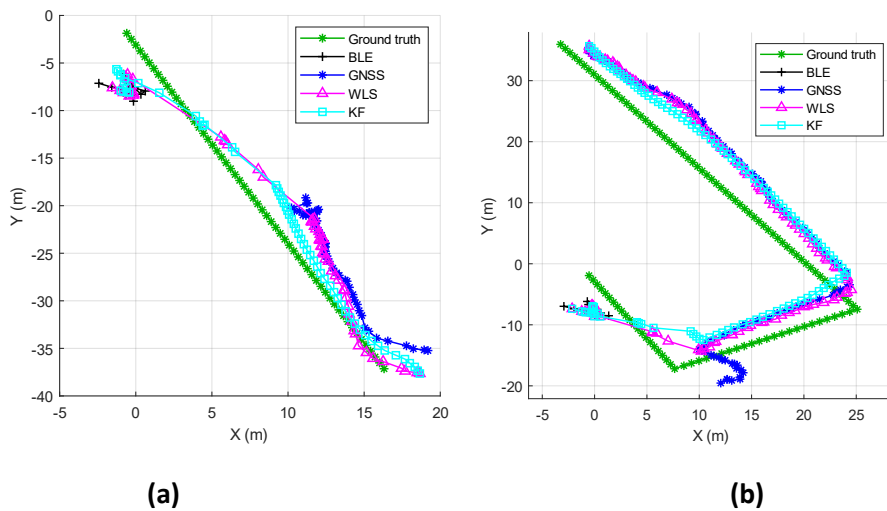 0
-5
-10
-15
-20
-25
-30
-35
-40
Y (m)
-5 0 5 10 15 20
X (m)
Ground truth
BLE
GNSS
WLS
KF
(a)
30
20
10
0
-10
-20
Y (m)
-5 0 5 10 15 20 25
X (m)
Ground truth
BLE
GNSS
WLS
KF
(b)